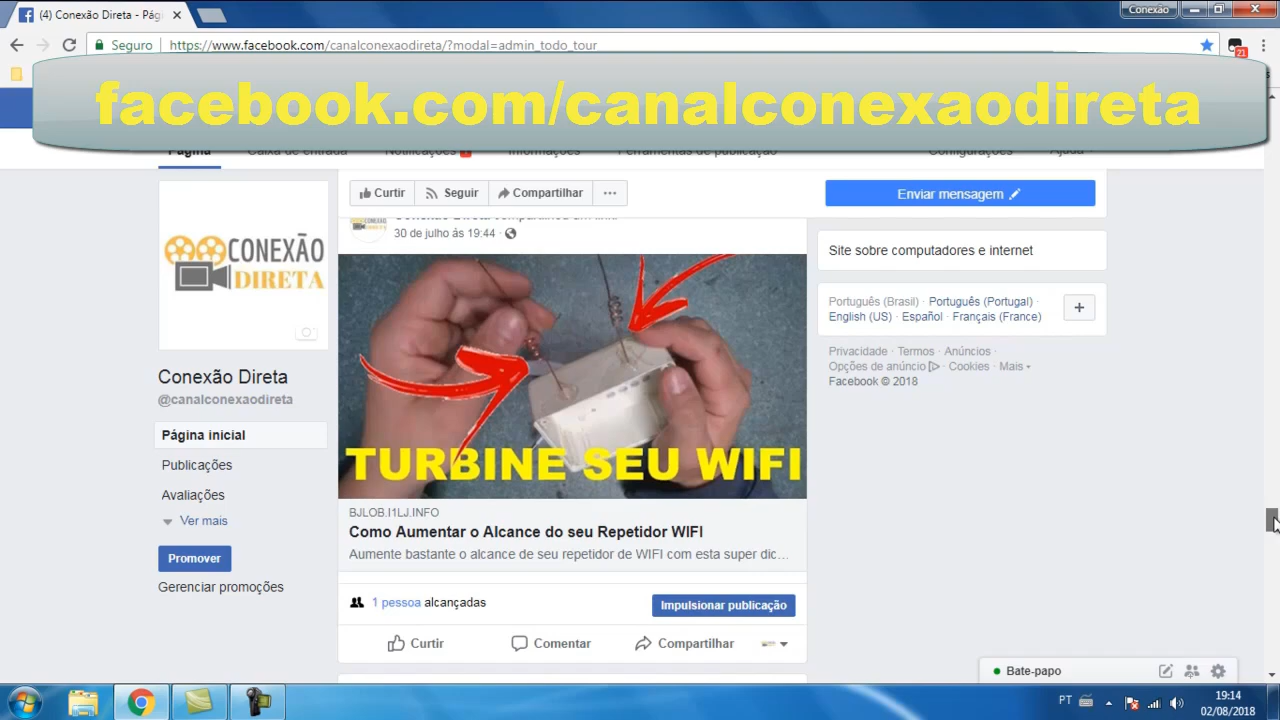 (4) Conexão Direta - Pág
Conexão
Seguro
https://www.facebook.com/canalconexaodireta/?modal=admin_todo_tour
21
facebook.com/canalconexaodireta
Página
Caixa de entrada
Notificações
Informações
Ferramentas de publicação
Configurações
Ajuda
Curtir
Seguir
Compartilhar
Enviar mensagem
30 de julho às 19:44
CONEXÃO
DIRETA
Conexão Direta
@canalconexaodireta
Página inicial
Publicações
Avaliações
Ver mais
Promover
Gerenciar promoções
TURBINE SEU WIFI
BJLOB.I1LJ.INFO
Como Aumentar o Alcance do seu Repetidor WIFI
Aumente bastante o alcance de seu repetidor de WIFI com esta super dic...
1 pessoa alcançadas
Impulsionar publicação
Curtir
Comentar
Compartilhar
Site sobre computadores e internet
Português (Brasil) · Português (Portugal) ·
English (US) · Español · Français (France)
Privacidade · Termos · Anúncios ·
Opções de anúncio · Cookies · Mais
Facebook © 2018
Bate-papo
PT
19:14
02/08/2018